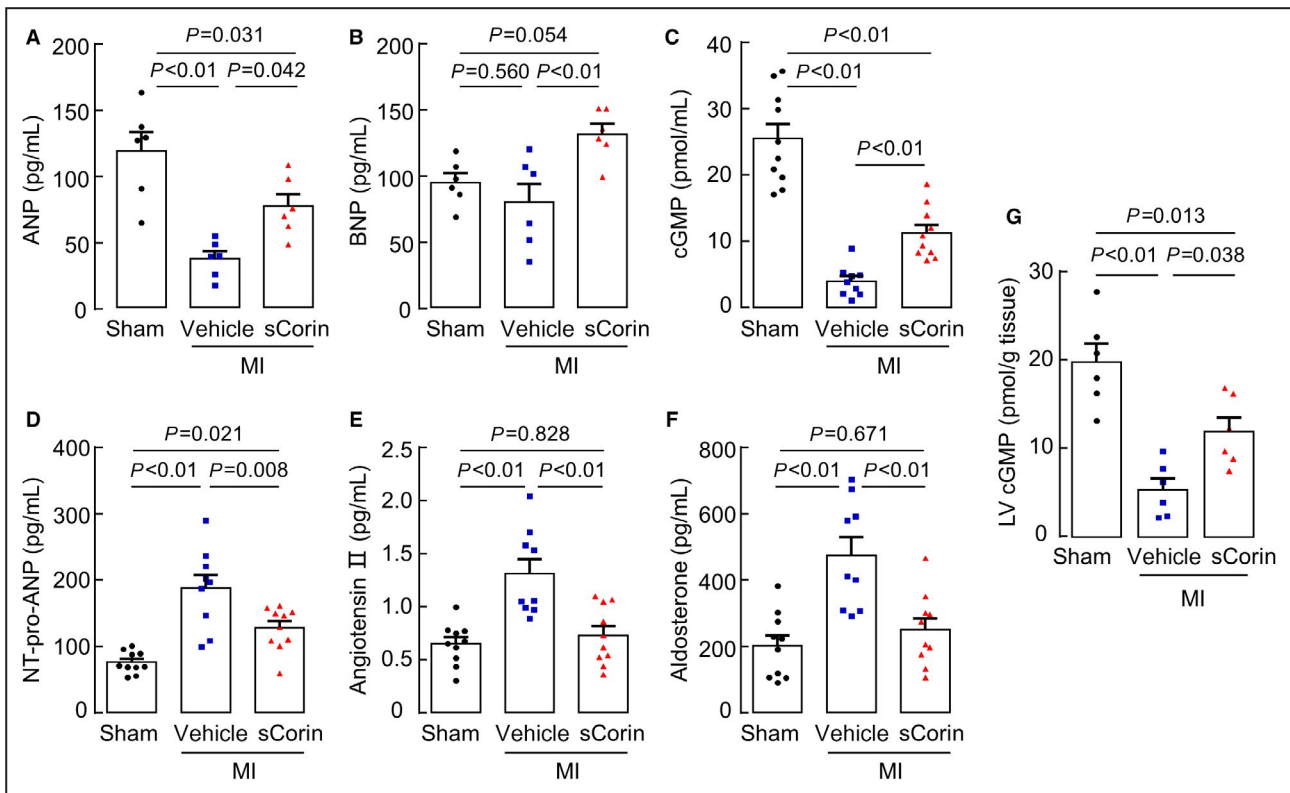 A
P=0.031
P<0.01 P=0.042
ANP (pg/mL)
200
150
100
50
0
Sham Vehicle sCorin
MI
B
P=0.054
P=0.560 P<0.01
BNP (pg/mL)
200
150
100
50
0
Sham Vehicle sCorin
MI
C
P<0.01
P<0.01
P<0.01
cGMP (pmol/mL)
40
30
20
10
0
Sham Vehicle sCorin
MI
D
P=0.021
P<0.01 P=0.008
NT-pro-ANP (pg/mL)
400
300
200
100
0
Sham Vehicle sCorin
MI
E
P=0.828
P<0.01 P<0.01
Angiotensin II (pg/mL)
2.5
2.0
1.5
1.0
0.5
0
Sham Vehicle sCorin
MI
F
P=0.671
P<0.01 P<0.01
Aldosterone (pg/mL)
800
600
400
200
0
Sham Vehicle sCorin
MI
G
P=0.013
P<0.01 P=0.038
LV cGMP (pmol/g tissue)
30
20
10
0
Sham Vehicle sCorin
MI